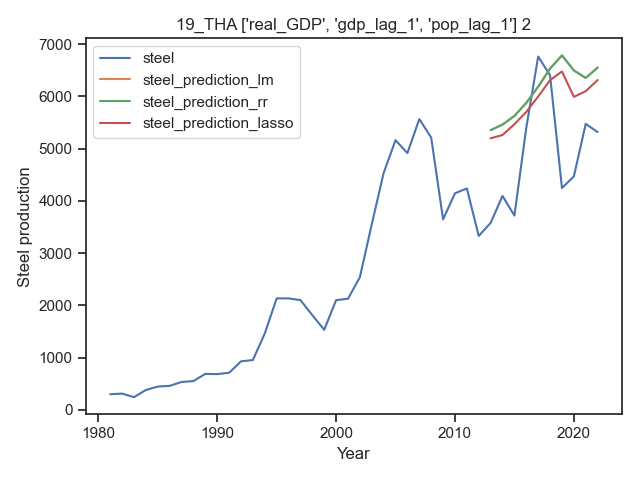 19_THA ['real_GDP', 'gdp_lag_1', 'pop_lag_1'] 2
steel
steel_prediction_lm
steel_prediction_rr
steel_prediction_lasso
Steel production
7000
6000
5000
4000
3000
2000
1000
0
1980
1990
2000
2010
2020
Year